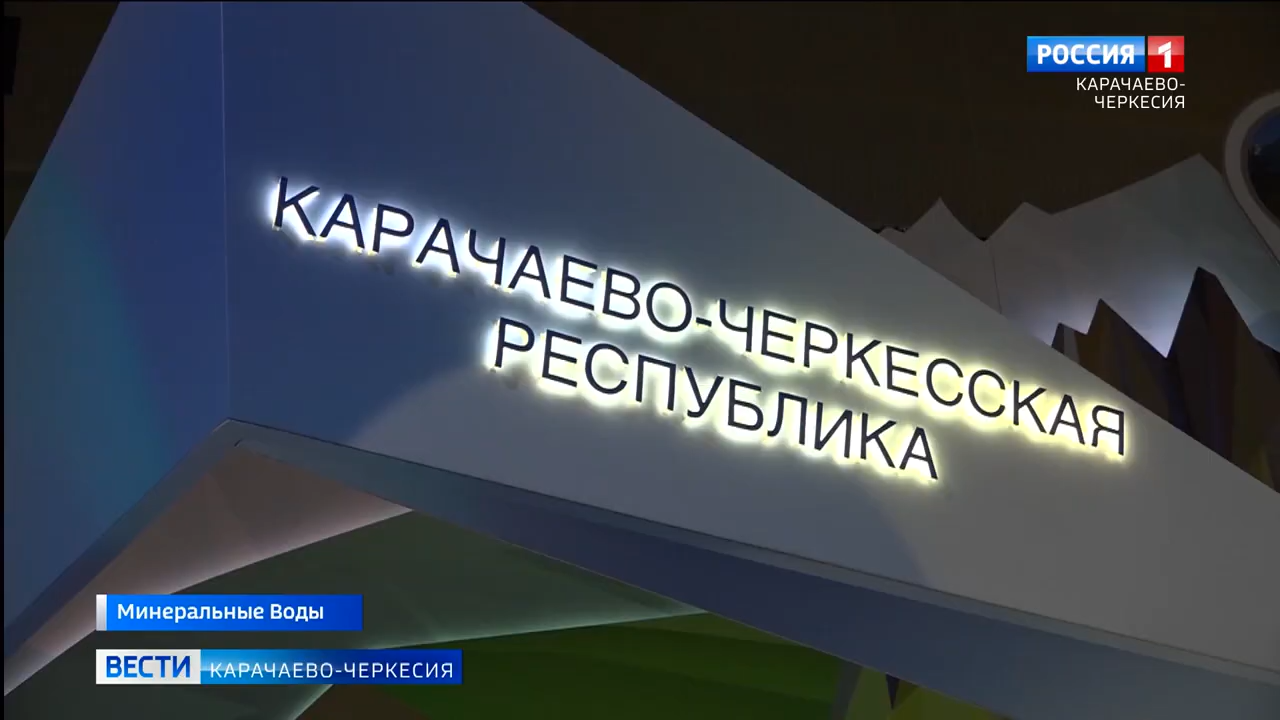 РОССИЯ 1
КАРАЧАЕВО-
ЧЕРКЕСИЯ
КАРАЧАЕВО-ЧЕРКЕССКАЯ
РЕСПУБЛИКА
Минеральные Воды
ВЕСТИ КАРАЧАЕВО-ЧЕРКЕСИЯ